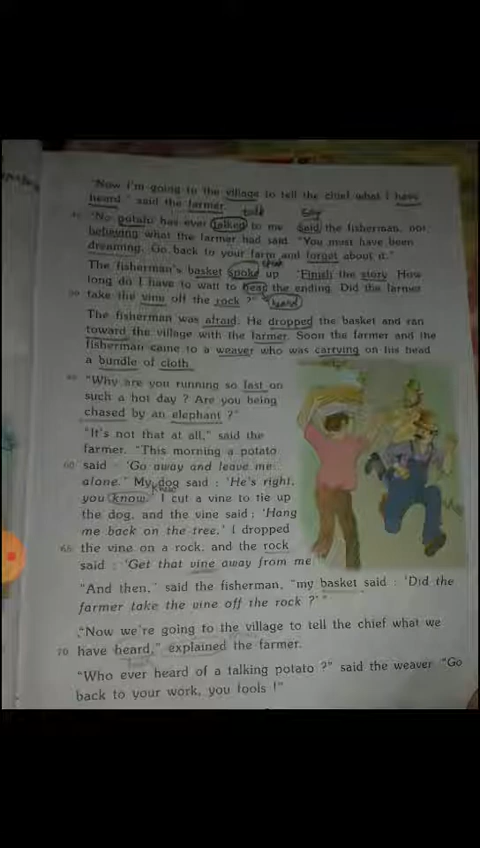 "Now I'm going to the village to tell the chief what I have
heard," said the farmer.
talk say
"No potato has ever talked to me said the fisherman, not
believing what the farmer had said. "You must have been
dreaming. Go back to your farm and forget about it."
The fisherman's basket spoke up "Finish the story. How
long do I have to wait to hear the ending. Did the farmer
50 take the vine off the rock ?" heard
The fisherman was afraid. He dropped the basket and ran
toward the village with the farmer. Soon the farmer and the
fisherman came to a weaver who was carrying on his head
a bundle of cloth.
"Why are you running so fast on
such a hot day ? Are you being
chased by an elephant ?"
"It's not that at all," said the
farmer. "This morning a potato
60 said : 'Go away and leave me
alone.' My dog said : 'He's right,
you know.' I cut a vine to tie up
the dog, and the vine said : 'Hang
me back on the tree.' I dropped
65 the vine on a rock, and the rock
said : 'Get that vine away from me
"And then," said the fisherman, "my basket said : 'Did the
farmer take the vine off the rock ?' "
"Now we're going to the village to tell the chief what we
70 have heard," explained the farmer.
"Who ever heard of a talking potato ?" said the weaver "Go
back to your work, you fools !"